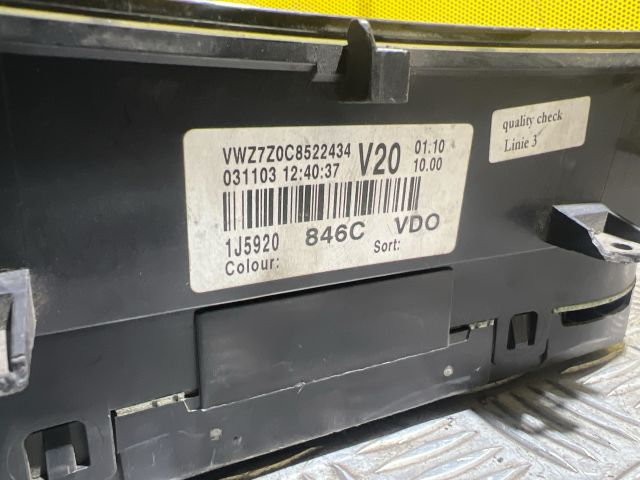 VWZ7Z0C8522434 V20 01.10
031103 12:40:37 10.00
1J5920 846C VDO
Colour: Sort:
quality check
Linie 3